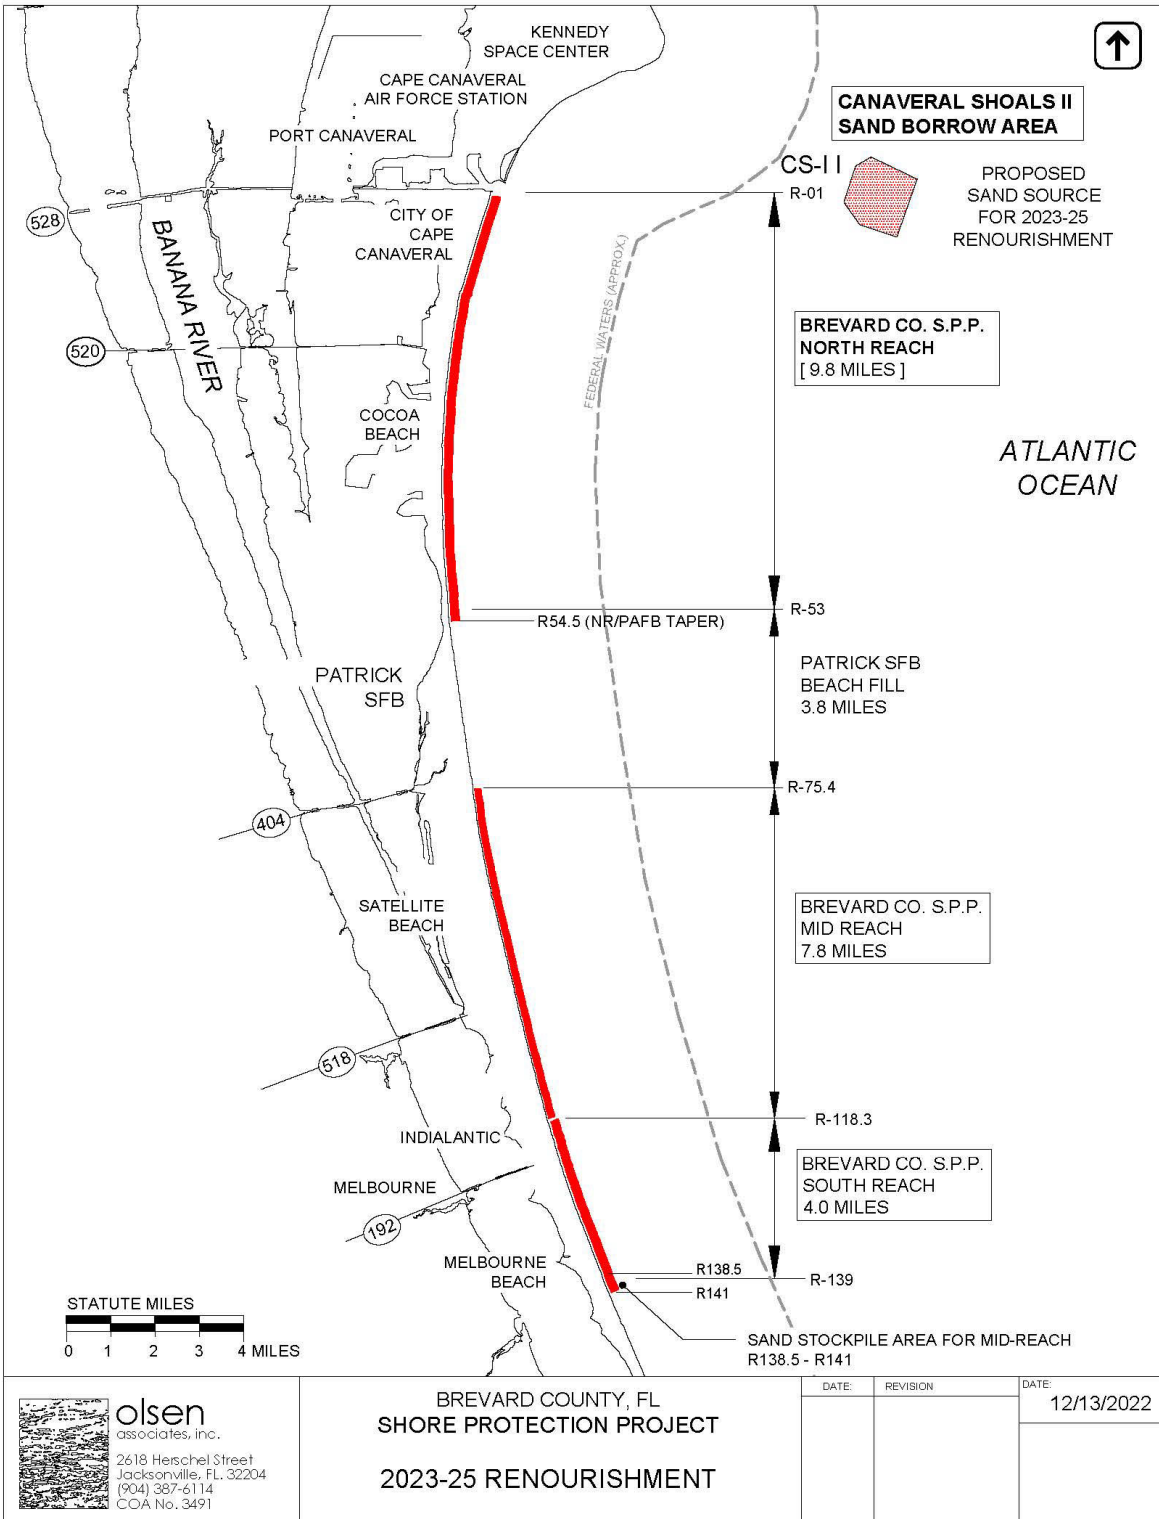 KENNEDY
SPACE CENTER
CAPE CANAVERAL
AIR FORCE STATION
PORT CANAVERAL
CANAVERAL SHOALS II
SAND BORROW AREA
CS-II
R-01
PROPOSED
SAND SOURCE
FOR 2023-25
RENOURISHMENT
528
BANANA RIVER
CITY OF
CAPE
CANAVERAL
FEDERAL WATERS (APPROX.)
BREVARD CO. S.P.P.
NORTH REACH
[ 9.8 MILES ]
520
COCOA
BEACH
ATLANTIC
OCEAN
R-53
R54.5 (NR/PAFB TAPER)
PATRICK
SFB
PATRICK SFB
BEACH FILL
3.8 MILES
R-75.4
404
SATELLITE
BEACH
BREVARD CO. S.P.P.
MID REACH
7.8 MILES
518
R-118.3
INDIALANTIC
BREVARD CO. S.P.P.
SOUTH REACH
4.0 MILES
MELBOURNE
192
MELBOURNE
BEACH
R138.5
R-139
R141
SAND STOCKPILE AREA FOR MID-REACH
R138.5 - R141
STATUTE MILES
0 1 2 3 4 MILES
olsen
associates, inc.
2618 Herschel Street
Jacksonville, FL. 32204
(904) 387-6114
COA No. 3491
BREVARD COUNTY, FL
SHORE PROTECTION PROJECT
2023-25 RENOURISHMENT
DATE: REVISION
DATE:
12/13/2022